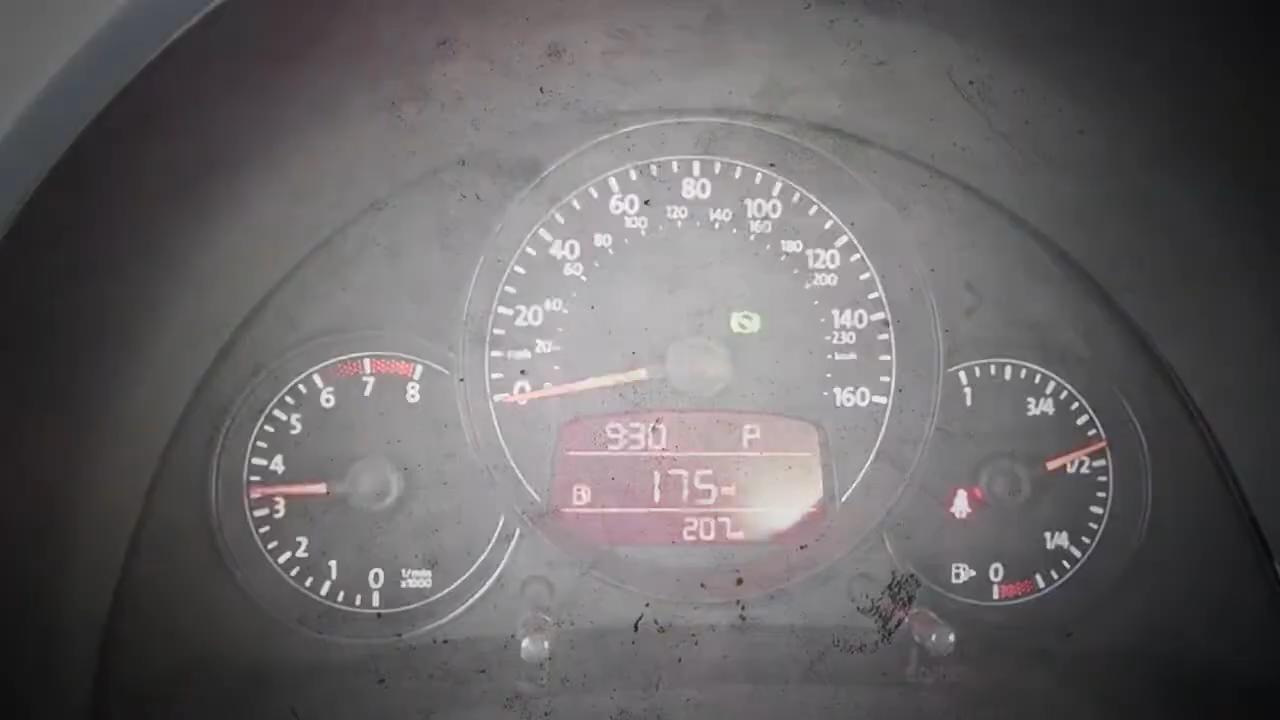 80
60 100
120 140
100 160
40 80 180 120
60 200
20 40 140
20 230
mph km/h
0 160
6 7 8
5
4
3
2
1 0 1/min
x1000
930 P
175
207
1 3/4
1/2
1/4
0